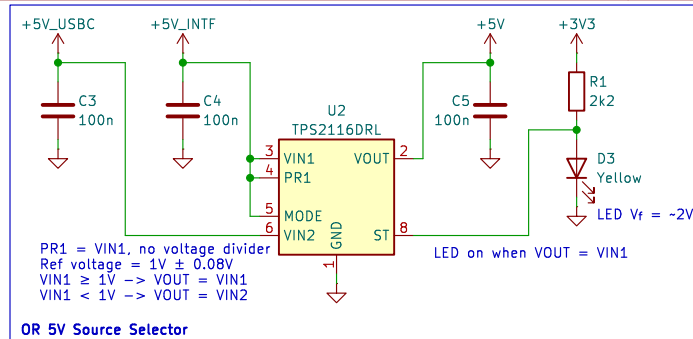 +5V_USBC
+5V_INTF
+5V
+3V3
C3
100n
C4
100n
C5
100n
R1
2k2
U2
TPS2116DRL
3
VIN1
VOUT
2
4
PR1
5
MODE
6
VIN2
ST
8
GND
1
D3
Yellow
LED Vf = ~2V
LED on when VOUT = VIN1
PR1 = VIN1, no voltage divider
Ref voltage = 1V ± 0.08V
VIN1 ≥ 1V -> VOUT = VIN1
VIN1 < 1V -> VOUT = VIN2
OR 5V Source Selector